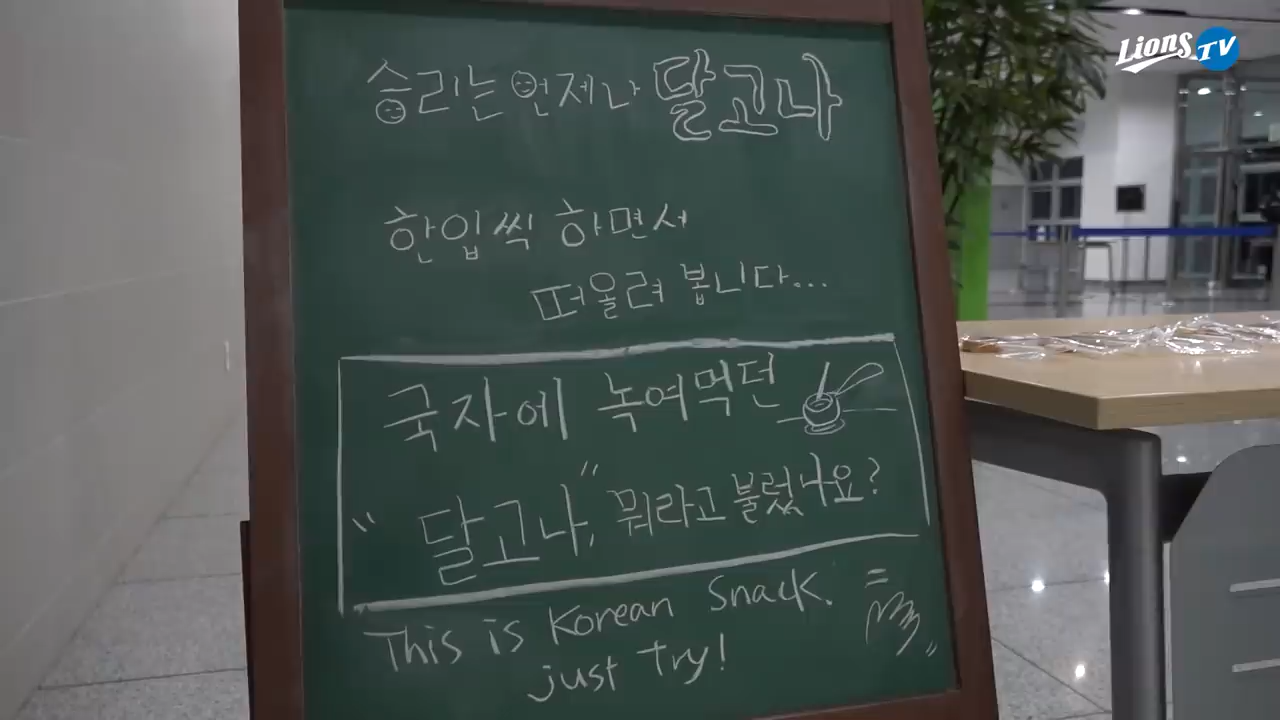 Lions TV
승리는 언제나 달고나
한입씩 하면서
떠올려 봅니다...
국자에 녹여먹던
"달고나," 뭐라고 불렀나요?
This is Korean Snack.
just try!